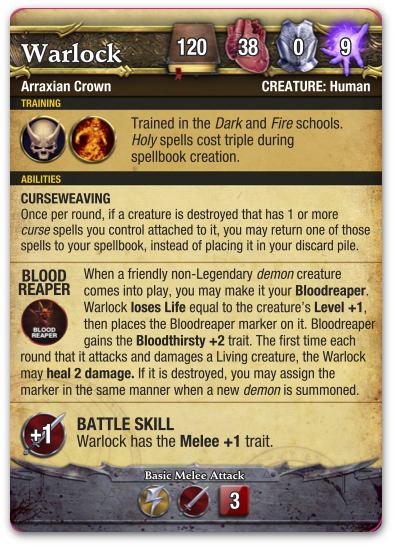 Warlock 120 38 0 9
Arraxian Crown CREATURE: Human
TRAINING
Trained in the Dark and Fire schools.
Holy spells cost triple during
spellbook creation.
ABILITIES
CURSEWEAVING
Once per round, if a creature is destroyed that has 1 or more
curse spells you control attached to it, you may return one of those
spells to your spellbook, instead of placing it in your discard pile.
BLOOD
REAPER
BLOOD
REAPER
When a friendly non-Legendary demon creature
comes into play, you may make it your Bloodreaper.
Warlock loses Life equal to the creature's Level +1,
then places the Bloodreaper marker on it. Bloodreaper
gains the Bloodthirsty +2 trait. The first time each
round that it attacks and damages a Living creature, the Warlock
may heal 2 damage. If it is destroyed, you may assign the
marker in the same manner when a new demon is summoned.
+1
BATTLE SKILL
Warlock has the Melee +1 trait.
Basic Melee Attack
3